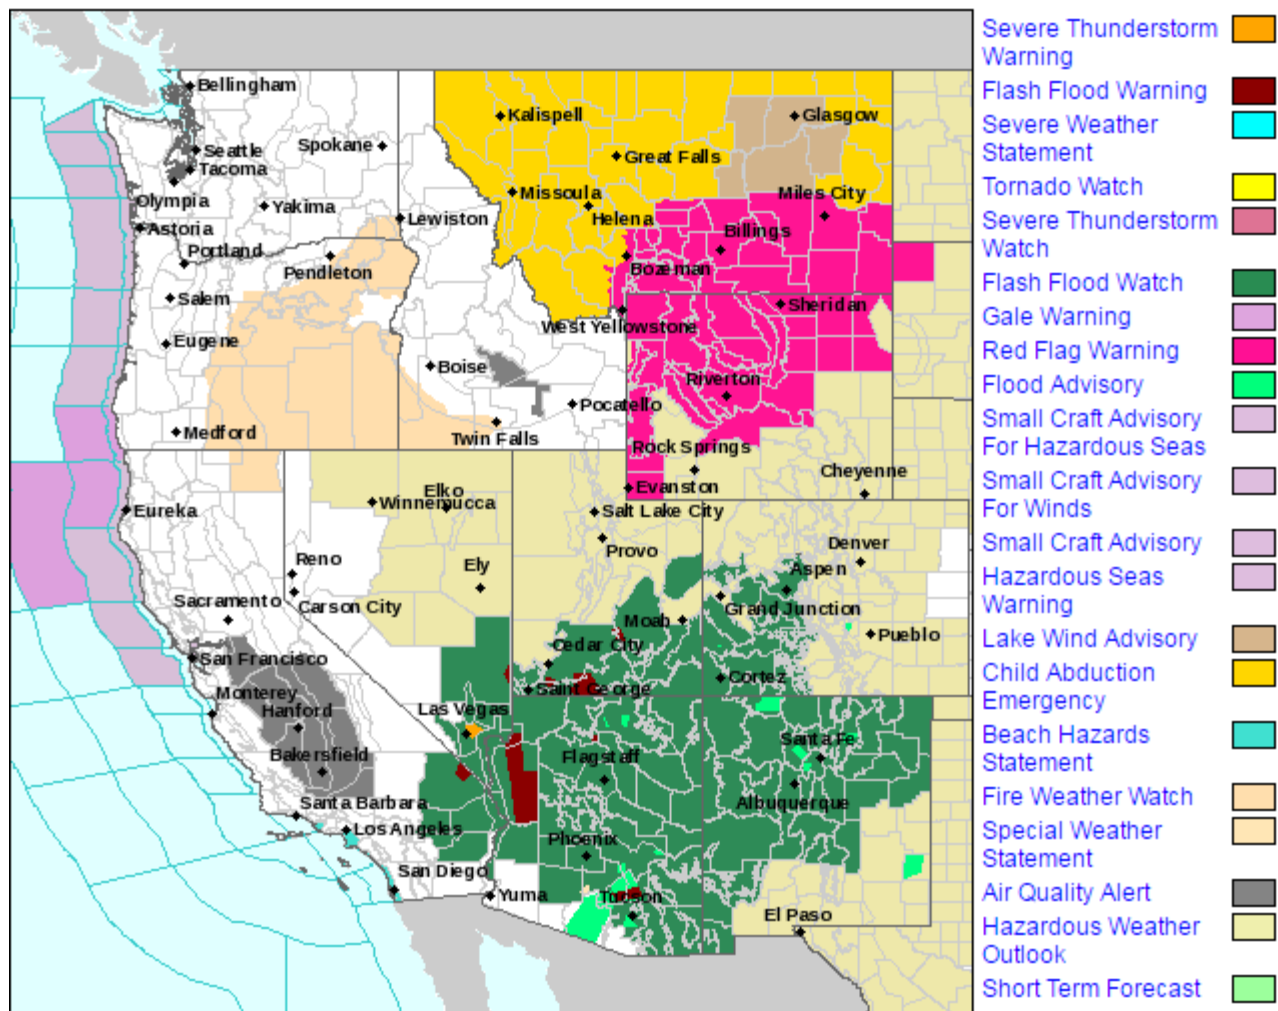 Bellingham
Seattle
Tacoma
Olympia
Spokane
Yakima
Astoria
Portland
Pendleton
Lewiston
Salem
Eugene
Medford
Kalispell
Great Falls
Missoula
Helena
Glasgow
Miles City
Billings
Bozeman
West Yellowstone
Sheridan
Riverton
Boise
Pocatello
Twin Falls
Rock Springs
Evanston
Cheyenne
Eureka
Elko
Winnemucca
Salt Lake City
Provo
Reno
Ely
Carson City
Sacramento
Denver
Aspen
Grand Junction
Moab
Pueblo
Cedar City
San Francisco
Saint George
Cortez
Monterey
Hanford
Las Vegas
Bakersfield
Flagstaff
Santa Fe
Albuquerque
Santa Barbara
Los Angeles
Phoenix
San Diego
Yuma
Tucson
El Paso
Severe Thunderstorm
Warning
Flash Flood Warning
Severe Weather
Statement
Tornado Watch
Severe Thunderstorm
Watch
Flash Flood Watch
Gale Warning
Red Flag Warning
Flood Advisory
Small Craft Advisory
For Hazardous Seas
Small Craft Advisory
For Winds
Small Craft Advisory
Hazardous Seas
Warning
Lake Wind Advisory
Child Abduction
Emergency
Beach Hazards
Statement
Fire Weather Watch
Special Weather
Statement
Air Quality Alert
Hazardous Weather
Outlook
Short Term Forecast